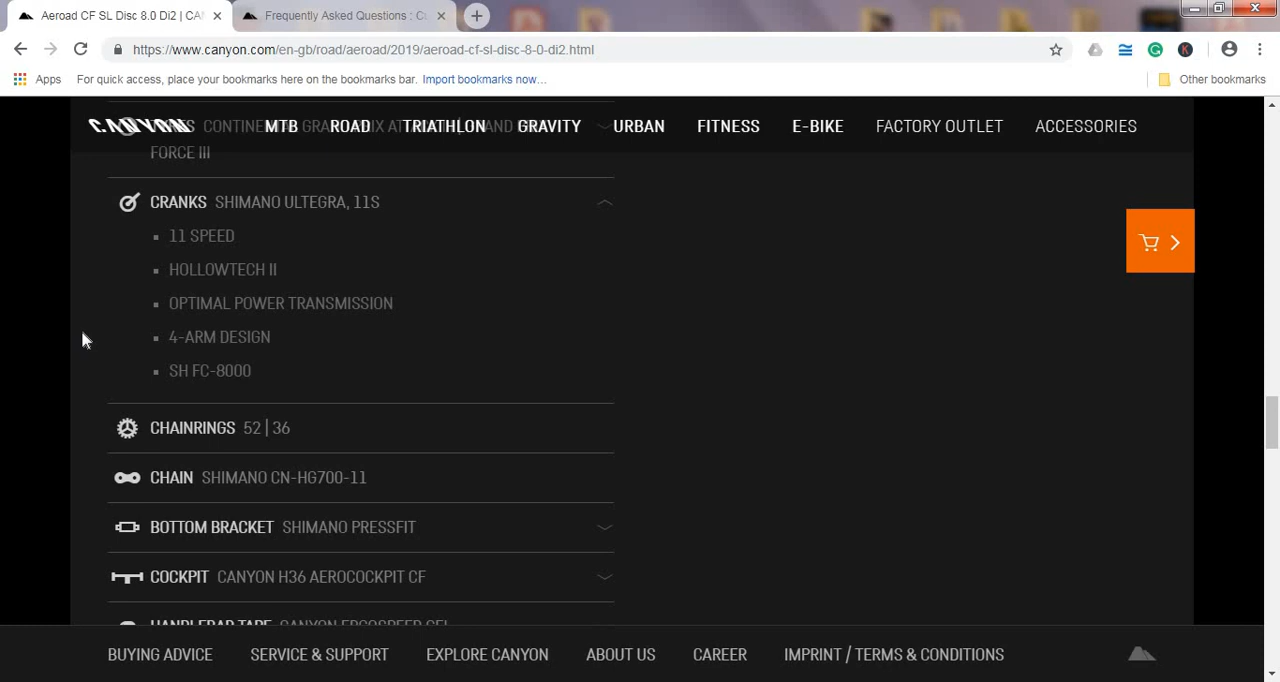 Aeroad CF SL Disc 8.0 Di2 | CAN
Frequently Asked Questions : Cu
https://www.canyon.com/en-gb/road/aeroad/2019/aeroad-cf-sl-disc-8-0-di2.html
Apps For quick access, place your bookmarks here on the bookmarks bar. Import bookmarks now... Other bookmarks
CANYON MTB ROAD TRIATHLON GRAVITY URBAN FITNESS E-BIKE FACTORY OUTLET ACCESSORIES
FORCE III
CRANKS SHIMANO ULTEGRA, 11S
11 SPEED
HOLLOWTECH II
OPTIMAL POWER TRANSMISSION
4-ARM DESIGN
SH FC-8000
CHAINRINGS 52 | 36
CHAIN SHIMANO CN-HG700-11
BOTTOM BRACKET SHIMANO PRESSFIT
COCKPIT CANYON H36 AEROCOCKPIT CF
HANDLEBAR TAPE CANYON ERGOSPEED GEL
BUYING ADVICE SERVICE & SUPPORT EXPLORE CANYON ABOUT US CAREER IMPRINT / TERMS & CONDITIONS